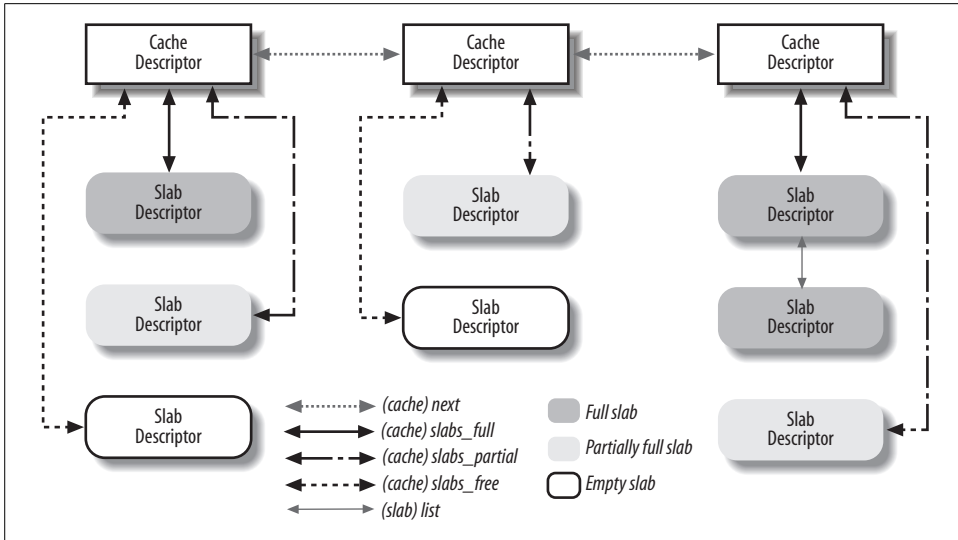 Cache
Descriptor
Cache
Descriptor
Cache
Descriptor
Slab
Descriptor
Slab
Descriptor
Slab
Descriptor
Slab
Descriptor
Slab
Descriptor
Slab
Descriptor
Slab
Descriptor
Slab
Descriptor
(cache) next
(cache) slabs_full
(cache) slabs_partial
(cache) slabs_free
(slab) list
Full slab
Partially full slab
Empty slab